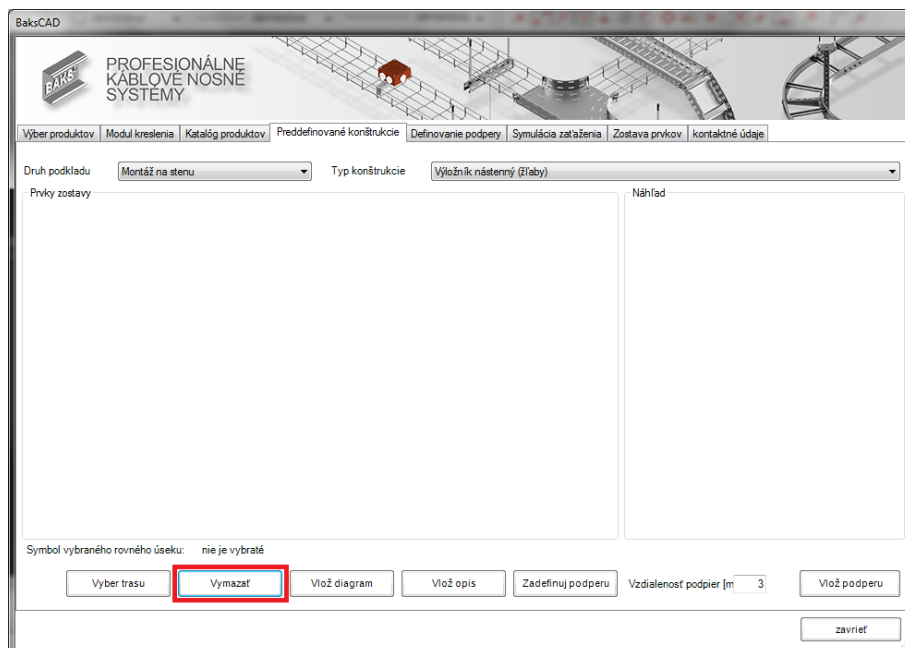 BaksCAD
BAKS
PROFESIONÁLNE
KÁBLOVÉ NOSNÉ
SYSTÉMY
Výber produktov Modul kreslenia Katalóg produktov Preddefinované konštrukcie Definovanie podpery Symulácia zaťaženia Zostava prvkov kontaktné údaje
Druh podkladu Montáž na stenu Typ konštrukcie Výložník nástenný (žľaby)
Prvky zostavy Náhľad
Symbol vybraného rovného úseku: nie je vybraté
Vyber trasu Vymazať Vlož diagram Vlož opis Zadefinuj podperu Vzdialenosť podpier [m 3 Vlož podperu
zavrieť